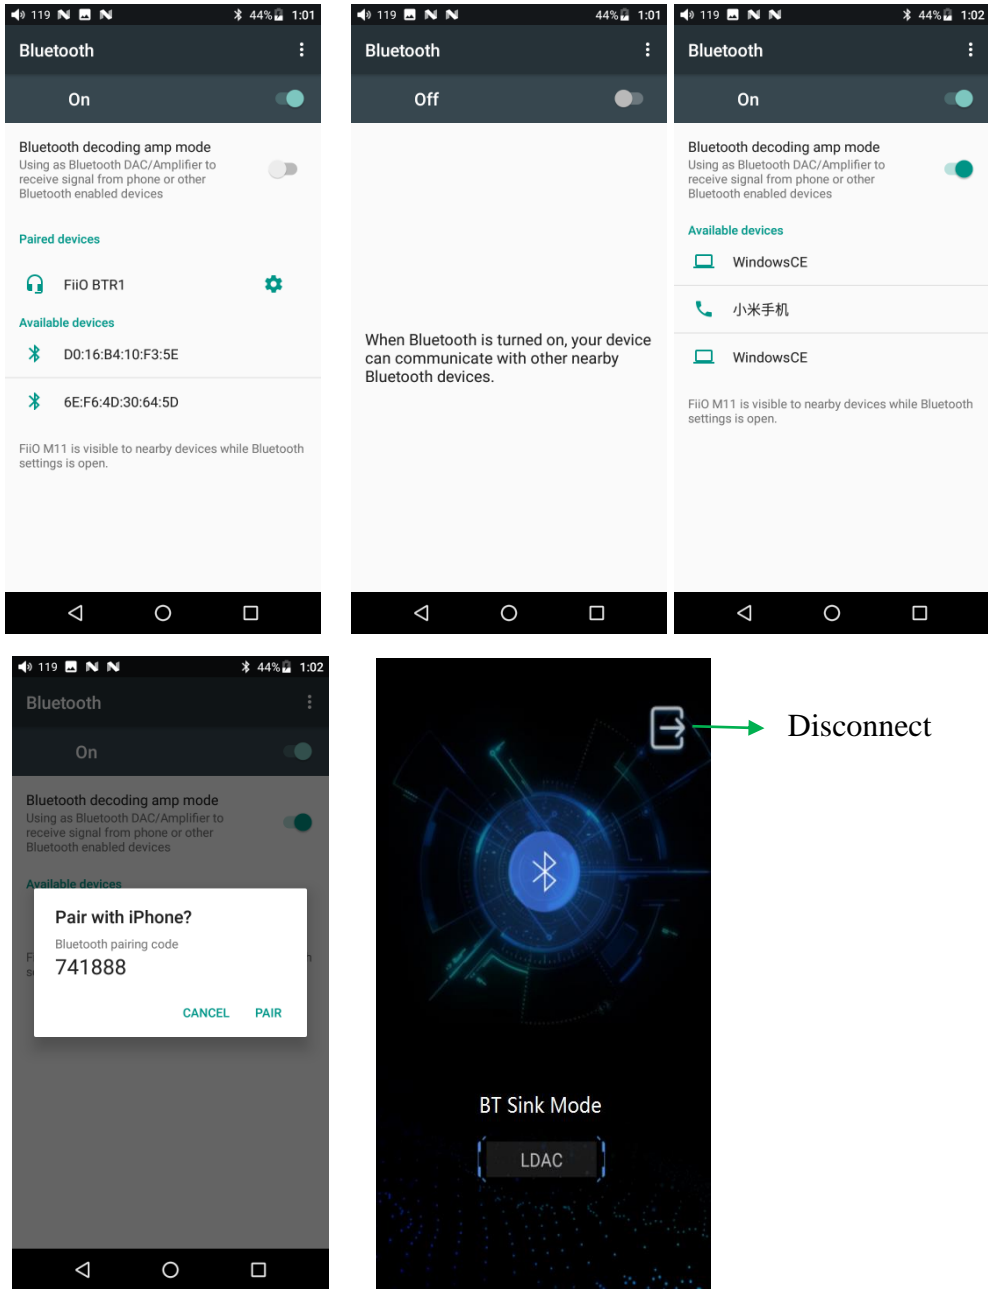 119 44% 1:01
Bluetooth
On
Bluetooth decoding amp mode
Using as Bluetooth DAC/Amplifier to
receive signal from phone or other
Bluetooth enabled devices
Paired devices
FiiO BTR1
Available devices
D0:16:B4:10:F3:5E
6E:F6:4D:30:64:5D
FiiO M11 is visible to nearby devices while Bluetooth
settings is open.
119 44% 1:01
Bluetooth
Off
When Bluetooth is turned on, your device
can communicate with other nearby
Bluetooth devices.
119 44% 1:02
Bluetooth
On
Bluetooth decoding amp mode
Using as Bluetooth DAC/Amplifier to
receive signal from phone or other
Bluetooth enabled devices
Available devices
WindowsCE
小米手机
WindowsCE
FiiO M11 is visible to nearby devices while Bluetooth
settings is open.
119 44% 1:02
Bluetooth
On
Bluetooth decoding amp mode
Using as Bluetooth DAC/Amplifier to
receive signal from phone or other
Bluetooth enabled devices
Available devices
Pair with iPhone?
Bluetooth pairing code
741888
CANCEL PAIR
Disconnect
BT Sink Mode
LDAC